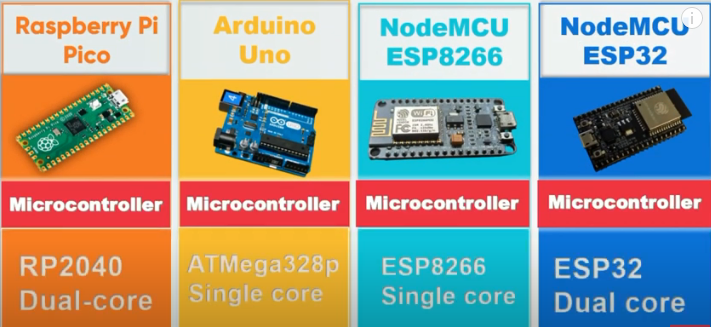 Raspberry Pi
Pico
Arduino
Uno
NodeMCU
ESP8266
NodeMCU
ESP32
Microcontroller
Microcontroller
Microcontroller
Microcontroller
RP2040
Dual-core
ATMega328p
Single core
ESP8266
Single core
ESP32
Dual core